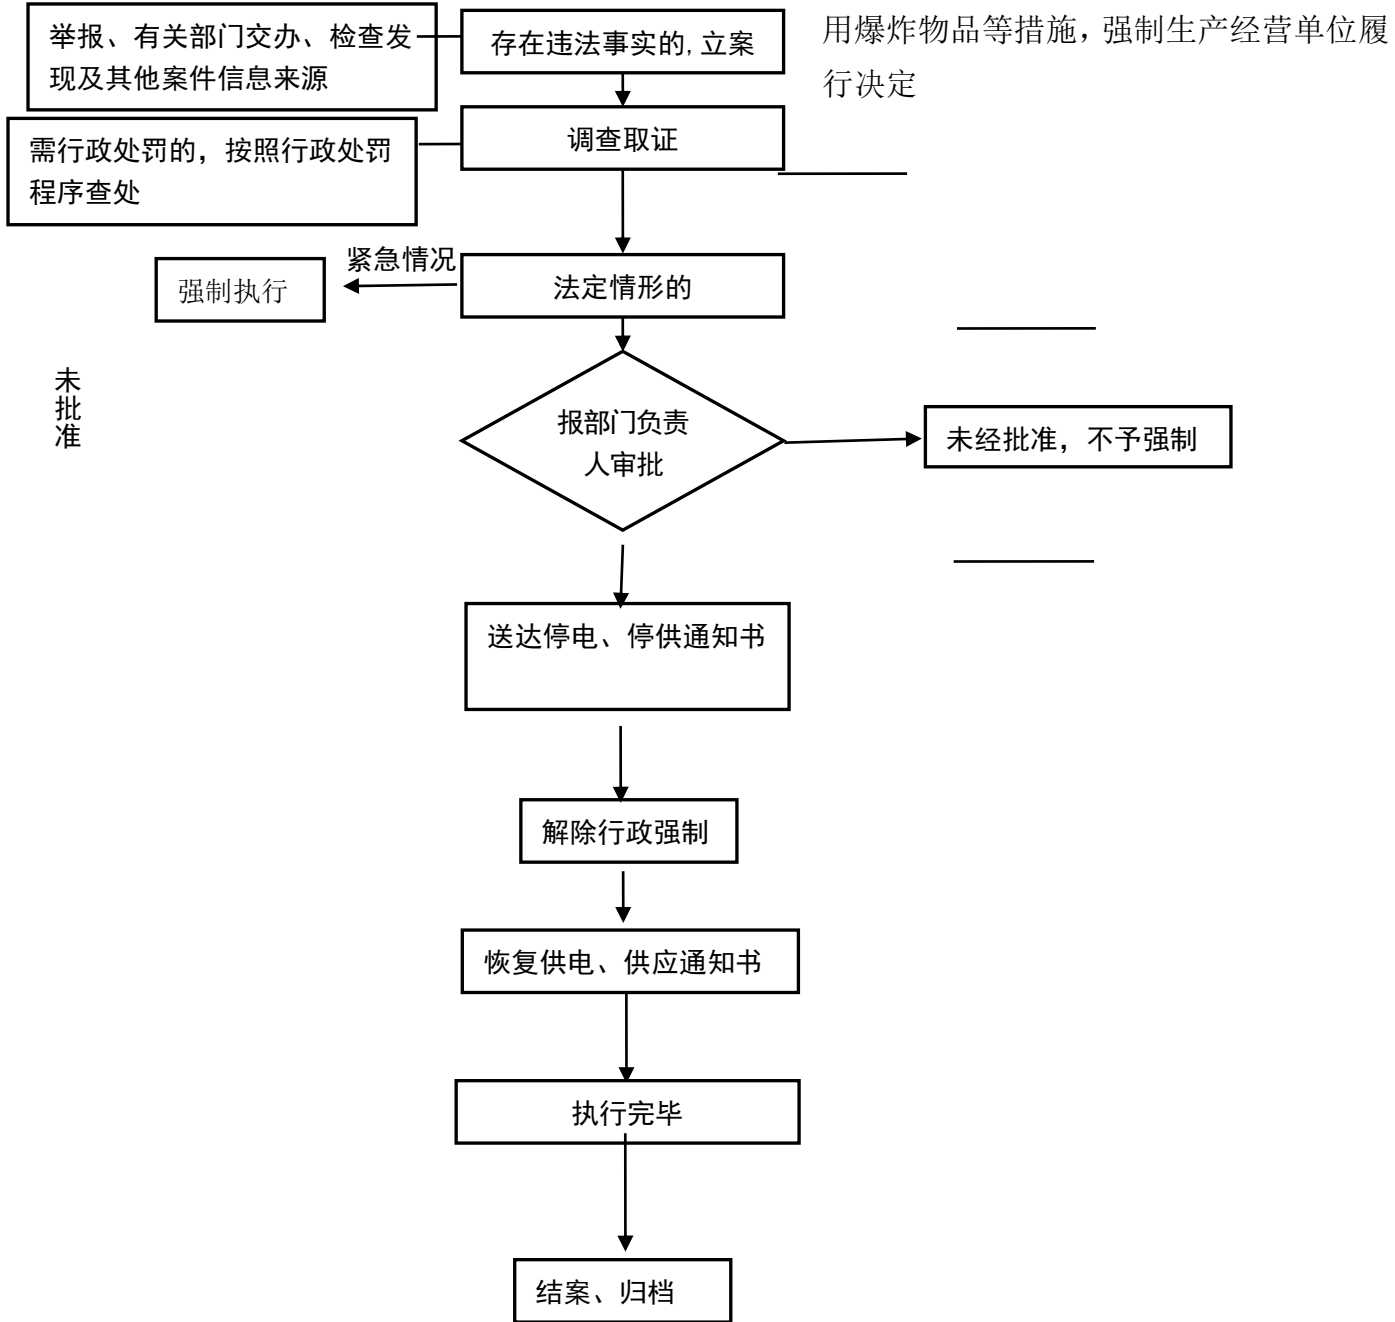 举报、有关部门交办、检查发
现及其他案件信息来源
存在违法事实的,立案
用爆炸物品等措施，强制生产经营单位履
行决定
需行政处罚的，按照行政处罚
程序查处
调查取证
紧急情况
强制执行
法定情形的
未
批
准
报部门负责
人审批
未经批准，不予强制
送达停电、停供通知书
解除行政强制
恢复供电、供应通知书
执行完毕
结案、归档